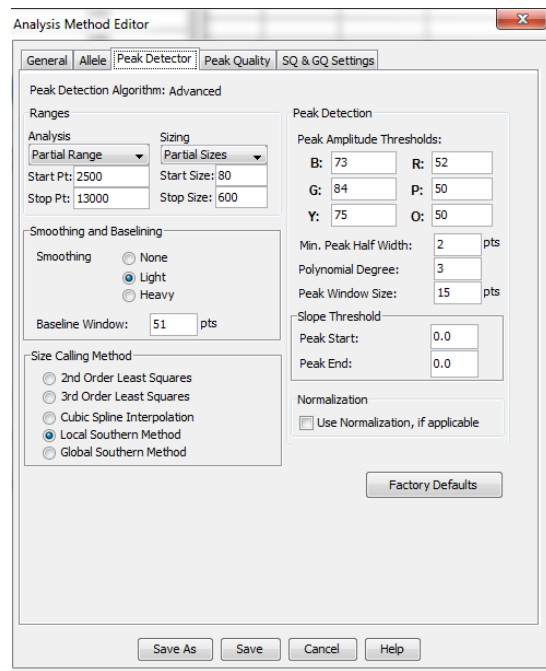 Analysis Method Editor
General Allele Peak Detector Peak Quality SQ & GQ Settings
Peak Detection Algorithm: Advanced
Ranges
Analysis Sizing
Partial Range Partial Sizes
Start Pt: 2500 Start Size: 80
Stop Pt: 13000 Stop Size: 600
Smoothing and Baselining
Smoothing None
Light
Heavy
Baseline Window: 51 pts
Size Calling Method
2nd Order Least Squares
3rd Order Least Squares
Cubic Spline Interpolation
Local Southern Method
Global Southern Method
Peak Detection
Peak Amplitude Thresholds:
B: 73 R: 52
G: 84 P: 50
Y: 75 O: 50
Min. Peak Half Width: 2 pts
Polynomial Degree: 3
Peak Window Size: 15 pts
Slope Threshold
Peak Start: 0.0
Peak End: 0.0
Normalization
Use Normalization, if applicable
Factory Defaults
Save As Save Cancel Help